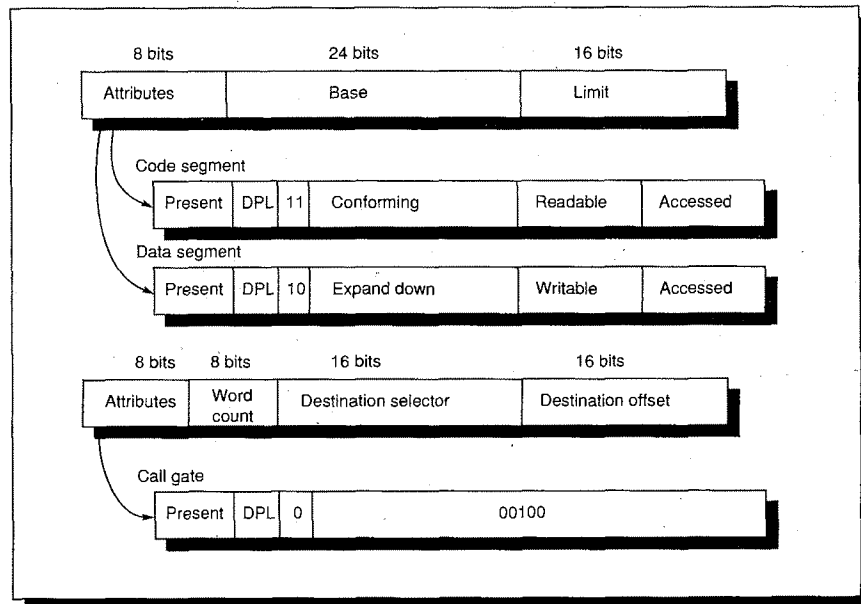 8 bits 24 bits 16 bits
Attributes Base Limit
Code segment
Present DPL 11 Conforming Readable Accessed
Data segment
Present DPL 10 Expand down Writable Accessed
8 bits 8 bits 16 bits 16 bits
Attributes Word count Destination selector Destination offset
Call gate
Present DPL 0 00100